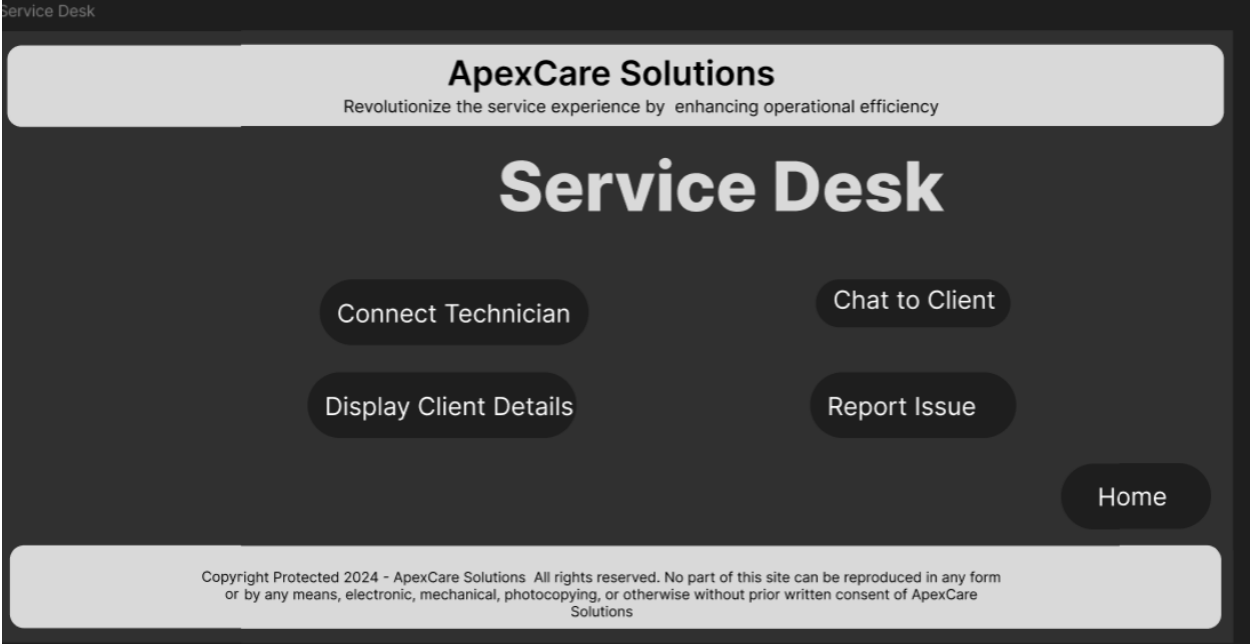 Service Desk
ApexCare Solutions
Revolutionize the service experience by enhancing operational efficiency
Service Desk
Connect Technician
Chat to Client
Display Client Details
Report Issue
Home
Copyright Protected 2024 - ApexCare Solutions All rights reserved. No part of this site can be reproduced in any form
or by any means, electronic, mechanical, photocopying, or otherwise without prior written consent of ApexCare
Solutions